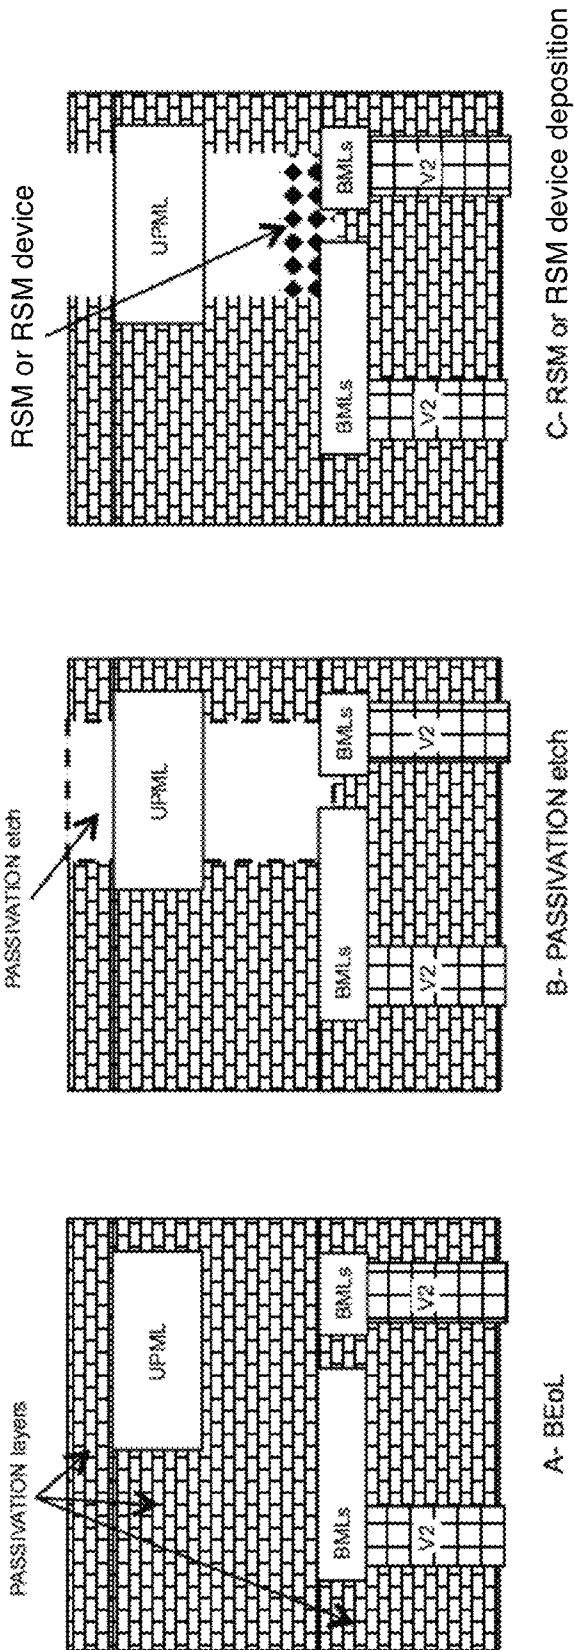 PASSIVATION layers
UPML
BMLs
BMLs
V2
V2
A- BEoL
PASSIVATION etch
UPML
BMLs
BMLs
V2
V2
B- PASSIVATION etch
RSM or RSM device
UPML
BMLs
BMLs
V2
V2
C- RSM or RSM device deposition